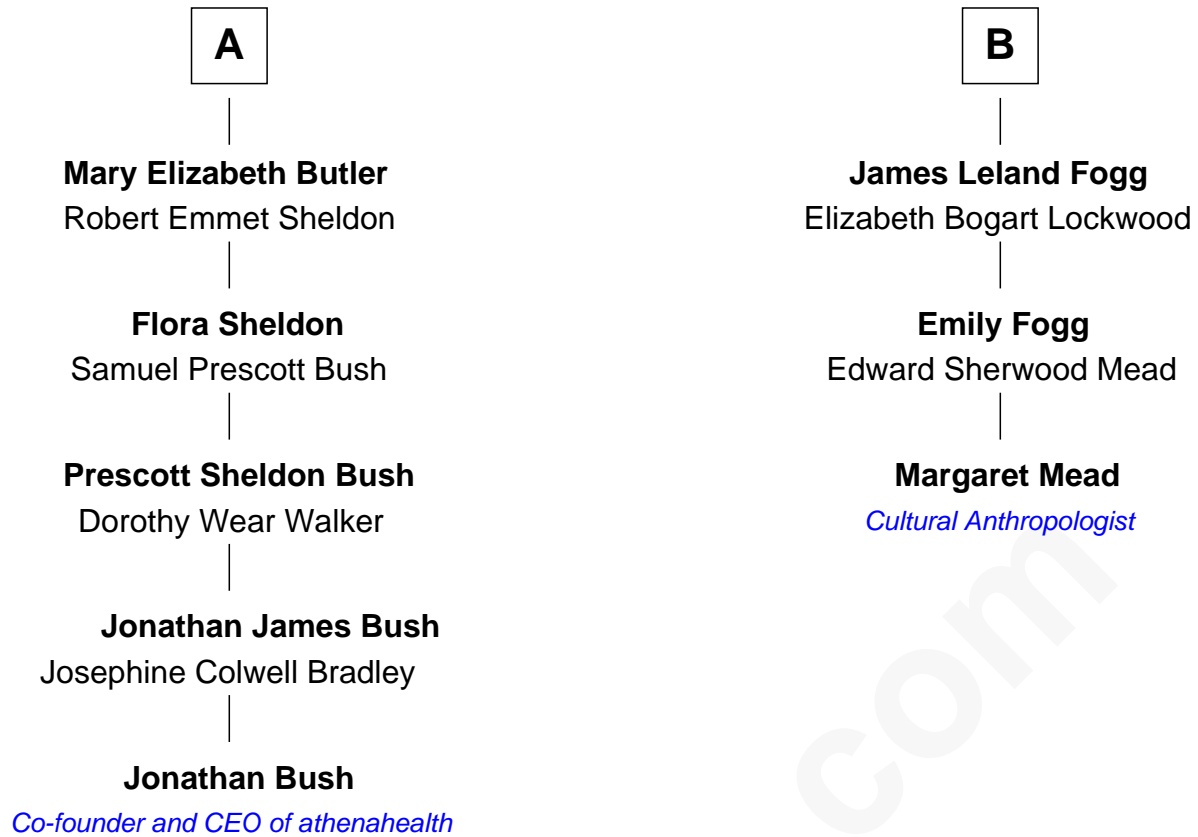 A
Mary Elizabeth Butler
Robert Emmet Sheldon
Flora Sheldon
Samuel Prescott Bush
Prescott Sheldon Bush
Dorothy Wear Walker
Jonathan James Bush
Josephine Colwell Bradley
Jonathan Bush
Co-founder and CEO of athenahealth
B
James Leland Fogg
Elizabeth Bogart Lockwood
Emily Fogg
Edward Sherwood Mead
Margaret Mead
Cultural Anthropologist
com